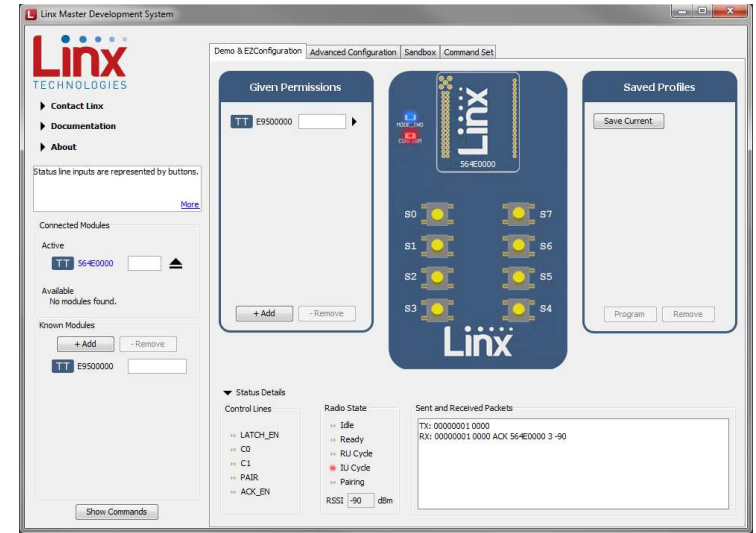 Linx Master Development System
Linx
TECHNOLOGIES
Contact Linx
Documentation
About
Status line inputs are represented by buttons.
More
Connected Modules
Active
TT 564E0000
Available
No modules found.
Known Modules
+ Add - Remove
TT E9500000
Show Commands
Demo & EZConfiguration Advanced Configuration Sandbox Command Set
Given Permissions
TT E9500000
+ Add - Remove
MODE_IND
CONFIRM
Linx
564E0000
S0 S7
S1 S6
S2 S5
S3 S4
Linx
Saved Profiles
Save Current
Program Remove
Status Details
Control Lines
LATCH_EN
C0
C1
PAIR
ACK_EN
Radio State
Idle
Ready
RU Cycle
IU Cycle
Pairing
RSSI -90 dBm
Sent and Received Packets
TX: 00000001 0000
RX: 00000001 0000 ACK 564E0000 3 -90